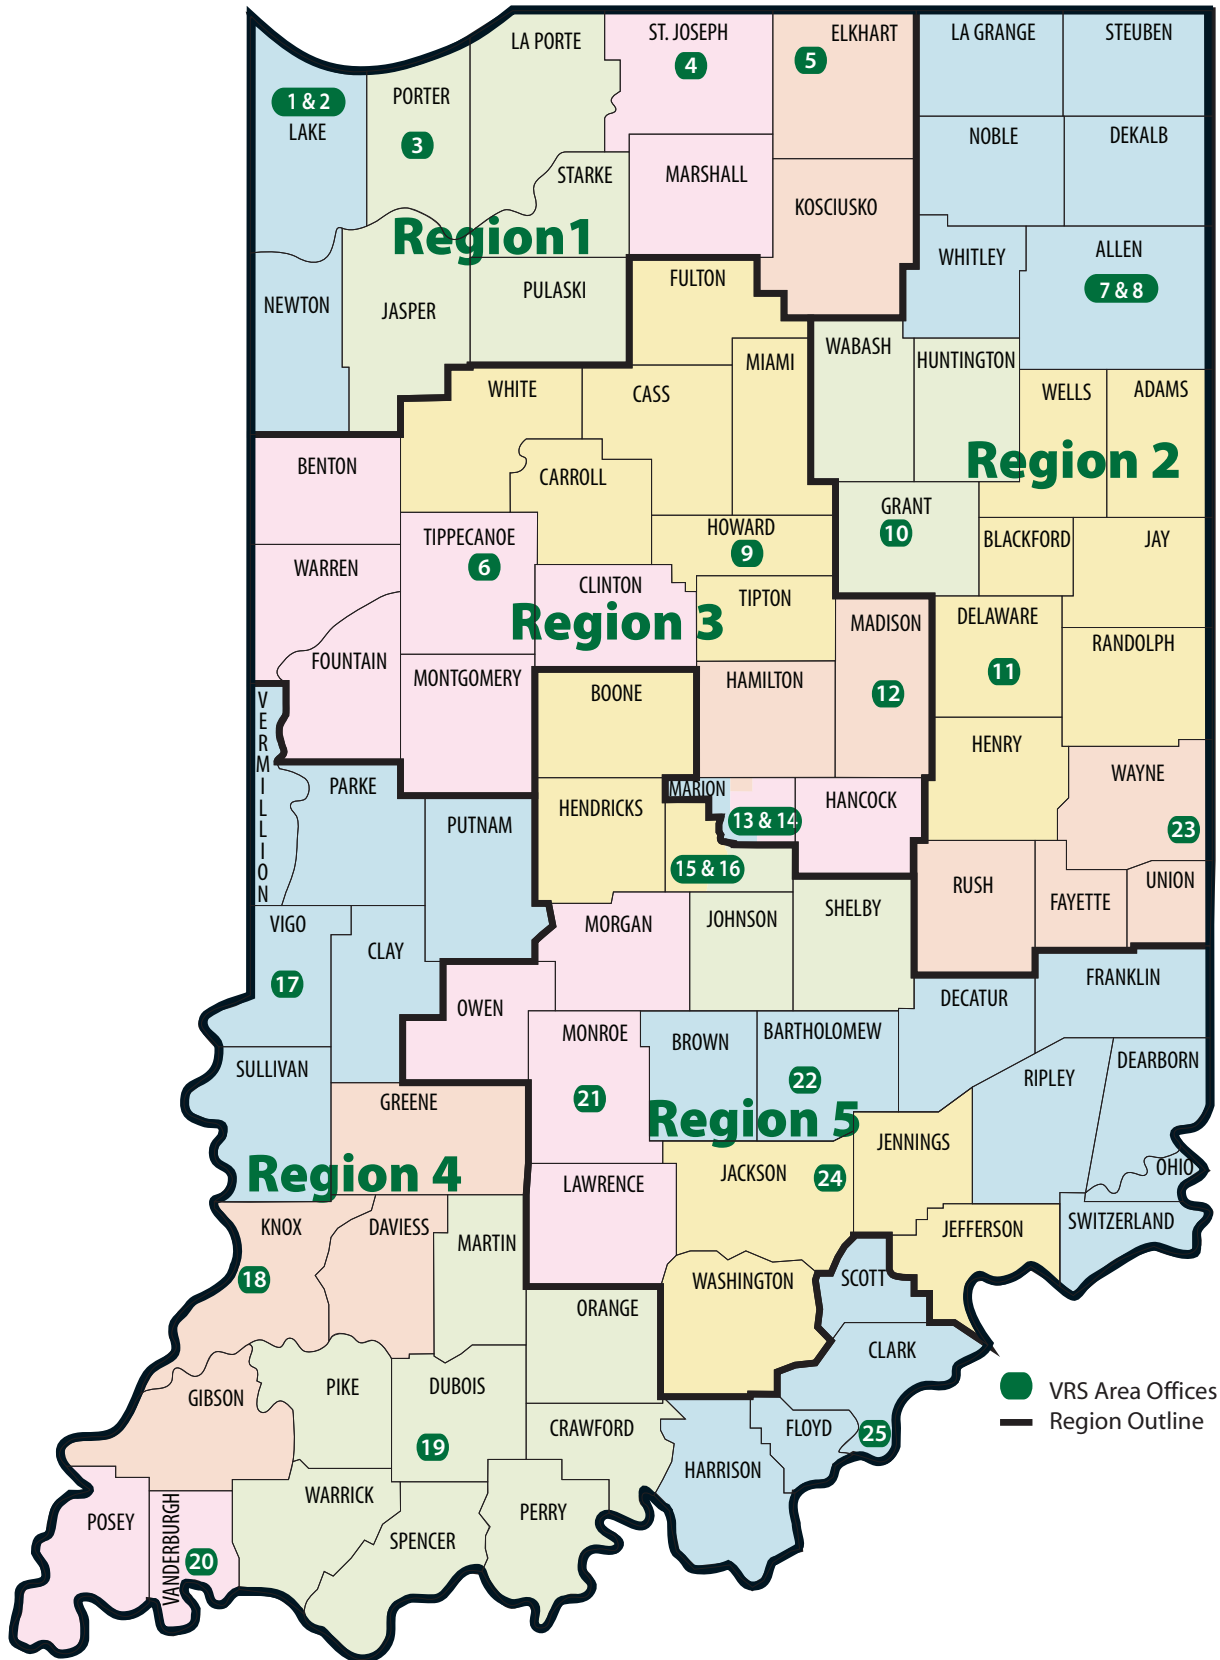 LA PORTE
ST. JOSEPH
4
ELKHART
5
LA GRANGE
STEUBEN
1 & 2
LAKE
PORTER
3
NOBLE
DEKALB
STARKE
MARSHALL
KOSCIUSKO
Region1
WHITLEY
ALLEN
7 & 8
NEWTON
JASPER
PULASKI
FULTON
WABASH
HUNTINGTON
MIAMI
WHITE
CASS
WELLS
ADAMS
Region 2
BENTON
CARROLL
GRANT
10
HOWARD
9
TIPPECANOE
6
BLACKFORD
JAY
WARREN
CLINTON
TIPTON
Region 3
MADISON
12
DELAWARE
11
RANDOLPH
FOUNTAIN
MONTGOMERY
BOONE
HAMILTON
VERMILLION
HENRY
WAYNE
23
PARKE
PUTNAM
HENDRICKS
MARION
13 & 14
HANCOCK
15 & 16
RUSH
FAYETTE
UNION
VIGO
17
CLAY
MORGAN
JOHNSON
SHELBY
OWEN
DECATUR
FRANKLIN
MONROE
21
BROWN
BARTHOLOMEW
22
SULLIVAN
GREENE
RIPLEY
DEARBORN
Region 5
Region 4
JENNINGS
OHIO
LAWRENCE
JACKSON
24
KNOX
18
DAVIESS
MARTIN
JEFFERSON
SWITZERLAND
WASHINGTON
SCOTT
ORANGE
CLARK
GIBSON
PIKE
DUBOIS
19
CRAWFORD
FLOYD
25
HARRISON
VRS Area Offices
Region Outline
POSEY
VANDERBURGH
20
WARRICK
SPENCER
PERRY